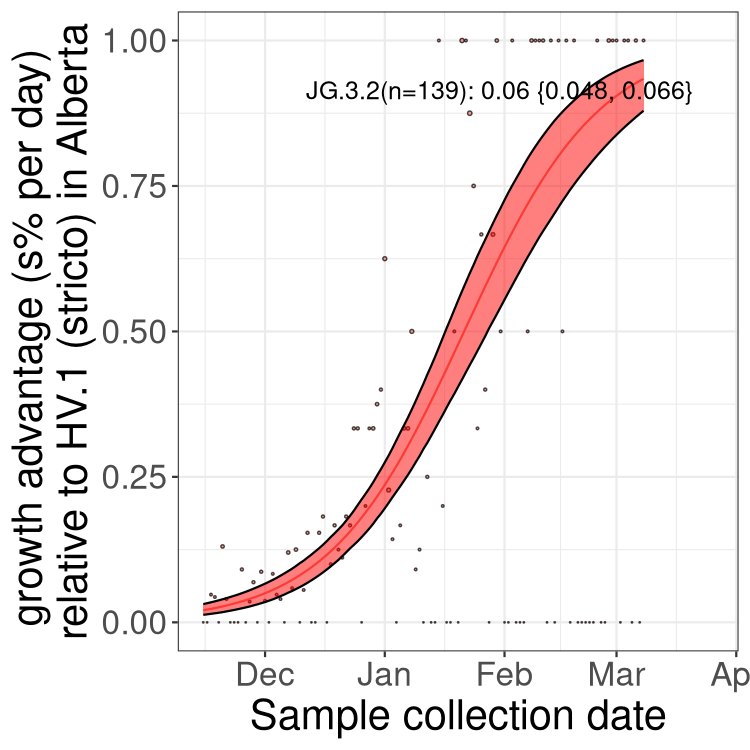 growth advantage (s% per day)
relative to HV.1 (stricto) in Alberta
1.00
0.75
0.50
0.25
0.00
JG.3.2(n=139): 0.06 {0.048, 0.066}
Dec Jan Feb Mar Ap
Sample collection date